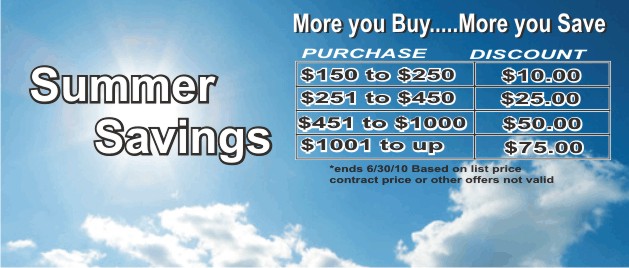 More you Buy.....More you Save
PURCHASE DISCOUNT
Summer
Savings
$150 to $250 $10.00
$251 to $450 $25.00
$451 to $1000 $50.00
$1001 to up $75.00
*ends 6/30/10 Based on list price
contract price or other offers not valid